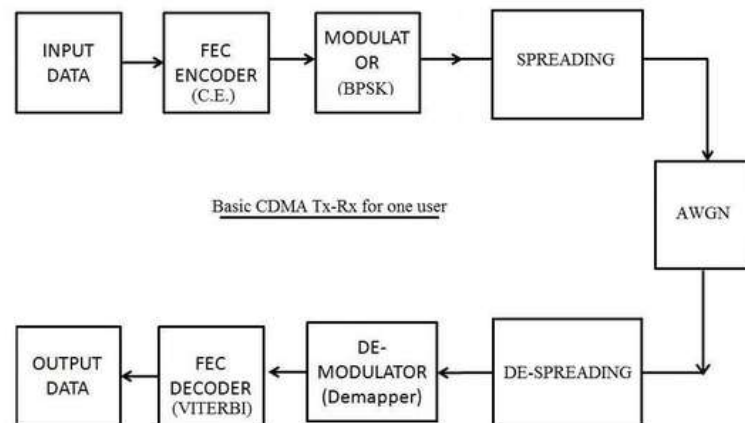 INPUT
DATA
FEC
ENCODER
(C.E.)
MODULAT
OR
(BPSK)
SPREADING
AWGN
Basic CDMA Tx-Rx for one user
OUTPUT
DATA
FEC
DECODER
(VITERBI)
DE-
MODULATOR
(Demapper)
DE-SPREADING